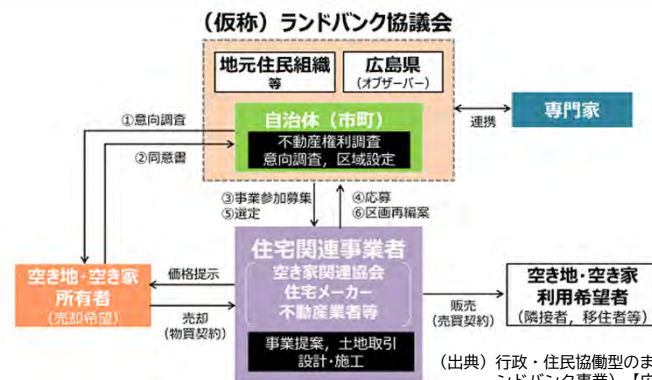 （仮称）ランドバンク協議会
地元住民組織
等
広島県
（オブザーバー）
自治体（市町）
不動産権利調査
意向調査，区域設定
連携
専門家
①意向調査
②同意書
③事業参加募集
⑤選定
④応募
⑥区画再編案
住宅関連事業者
空き家関連協会
住宅メーカー
不動産業者等
事業提案，土地取引
設計・施工
空き地・空き家
所有者
（売却希望）
価格提示
売却
（物買契約）
販売
（売買契約）
空き地・空き家
利用希望者
（隣接者，移住者等）
（出典）行政・住民協働型のま
ンドバンク事業）【広